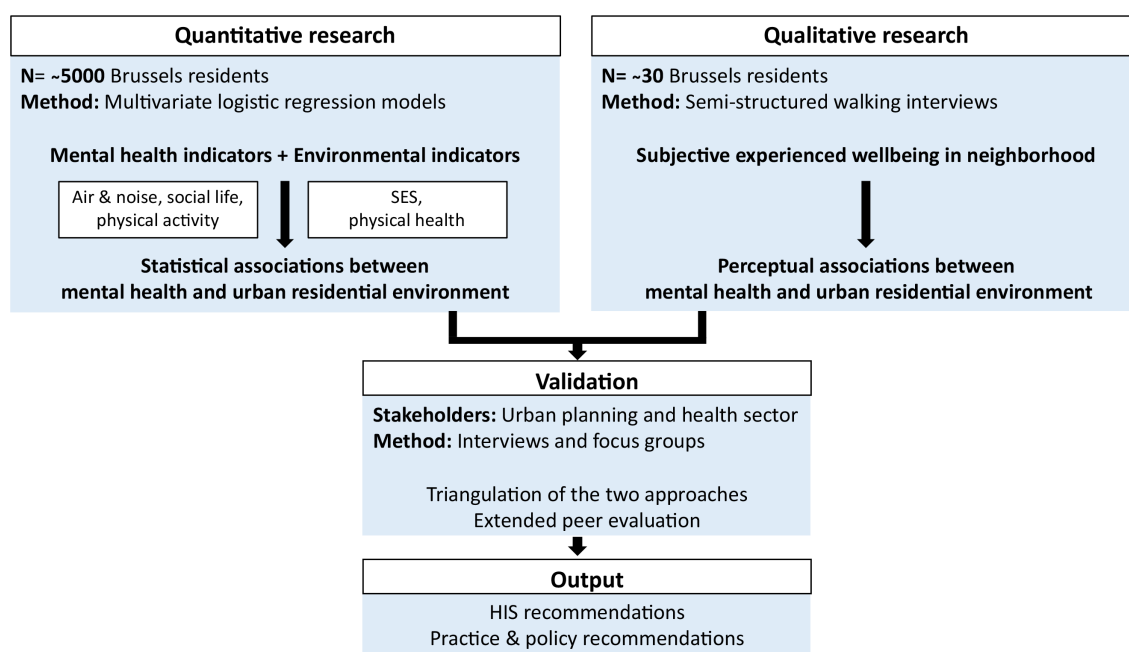 Quantitative research
N= ~5000 Brussels residents
Method: Multivariate logistic regression models
Mental health indicators + Environmental indicators
Air & noise, social life,
physical activity
SES,
physical health
Statistical associations between
mental health and urban residential environment
Qualitative research
N= ~30 Brussels residents
Method: Semi-structured walking interviews
Subjective experienced wellbeing in neighborhood
Perceptual associations between
mental health and urban residential environment
Validation
Stakeholders: Urban planning and health sector
Method: Interviews and focus groups
Triangulation of the two approaches
Extended peer evaluation
Output
HIS recommendations
Practice & policy recommendations